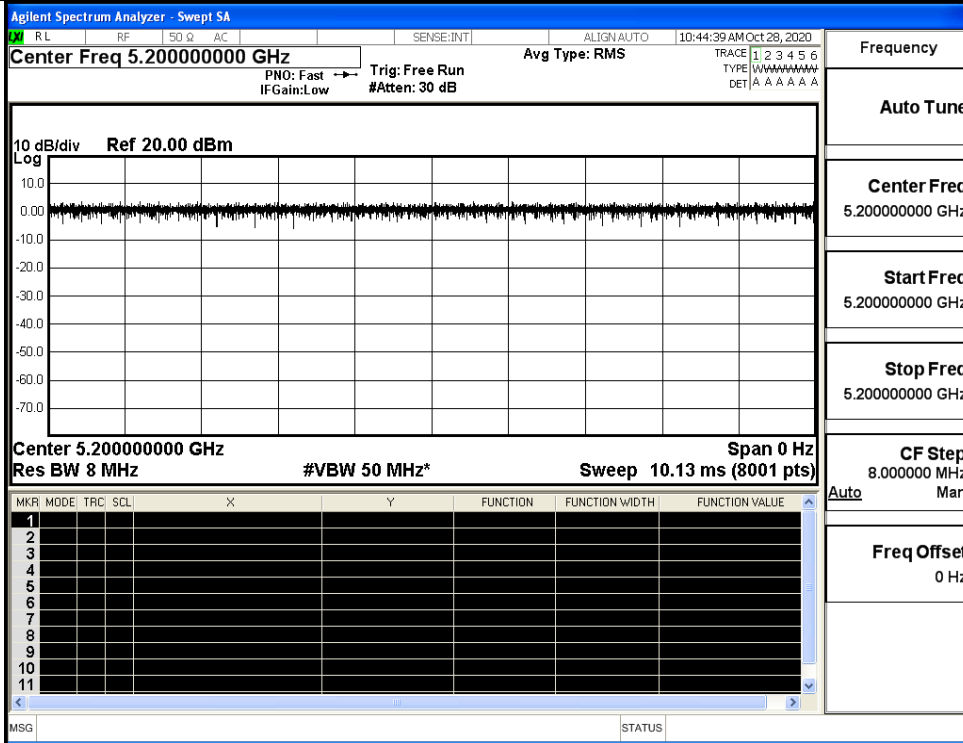 Agilent Spectrum Analyzer - Swept SA
LXI RL RF 50 Ω AC SENSE:INT ALIGN AUTO 10:44:39 AM Oct 28, 2020
Center Freq 5.200000000 GHz
PNO: Fast
IFGain:Low
Trig: Free Run
#Atten: 30 dB
Avg Type: RMS
TRACE 1 2 3 4 5 6
TYPE WWWWWW
DET A A A A A A
10 dB/div Ref 20.00 dBm
Log
10.0
0.00
-10.0
-20.0
-30.0
-40.0
-50.0
-60.0
-70.0
Center 5.200000000 GHz Span 0 Hz
Res BW 8 MHz #VBW 50 MHz* Sweep 10.13 ms (8001 pts)
MKR MODE TRC SCL X Y FUNCTION FUNCTION WIDTH FUNCTION VALUE
1
2
3
4
5
6
7
8
9
10
11
MSG STATUS
Frequency
Auto Tune
Center Freq
5.200000000 GHz
Start Freq
5.200000000 GHz
Stop Freq
5.200000000 GHz
CF Step
8.000000 MHz
Auto Man
Freq Offset
0 Hz